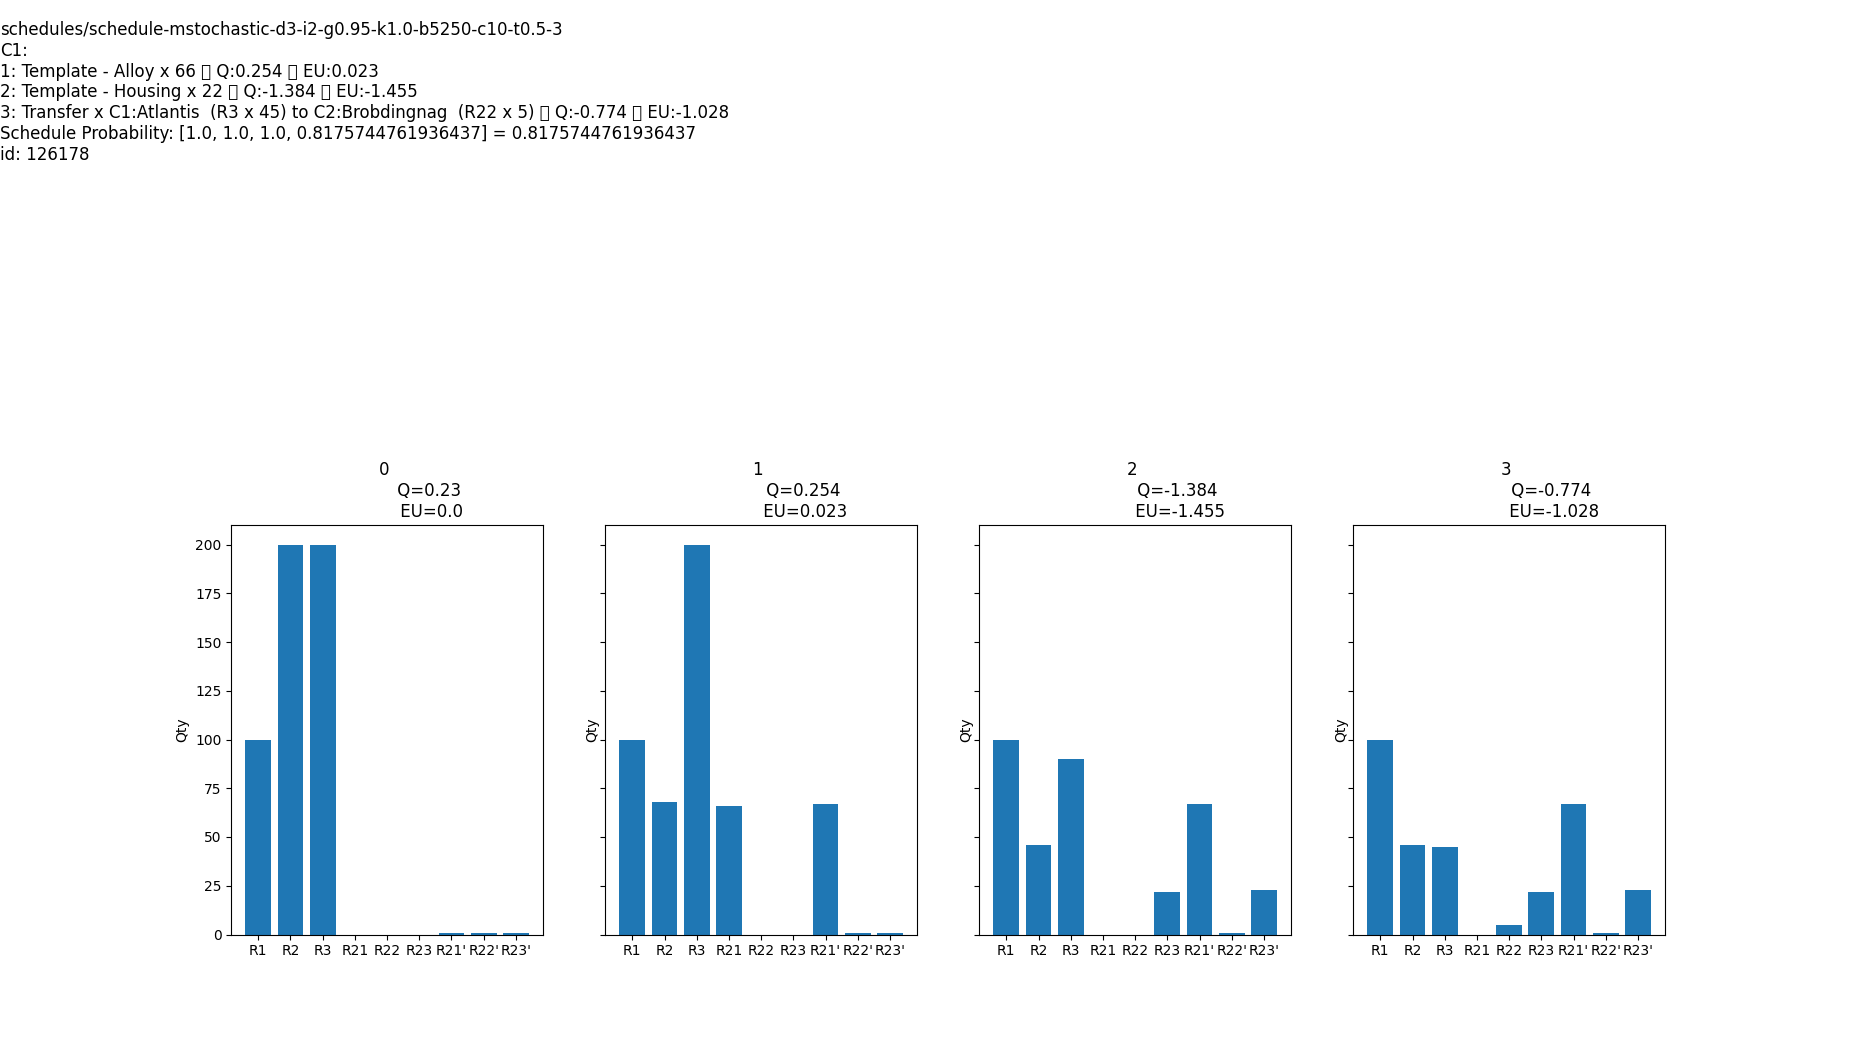 schedules/schedule-mstochastic-d3-i2-g0.95-k1.0-b5250-c10-t0.5-3
C1:
1: Template - Alloy x 66 ▯ Q:0.254 ▯ EU:0.023
2: Template - Housing x 22 ▯ Q:-1.384 ▯ EU:-1.455
3: Transfer x C1:Atlantis  (R3 x 45) to C2:Brobdingnag  (R22 x 5) ▯ Q:-0.774 ▯ EU:-1.028
Schedule Probability: [1.0, 1.0, 1.0, 0.8175744761936437] = 0.8175744761936437
id: 126178
0
Q=0.23
EU=0.0
Qty
200
175
150
125
100
75
50
25
0
R1 R2 R3 R21 R22 R23 R21' R22' R23'
1
Q=0.254
EU=0.023
Qty
R1 R2 R3 R21 R22 R23 R21' R22' R23'
2
Q=-1.384
EU=-1.455
Qty
R1 R2 R3 R21 R22 R23 R21' R22' R23'
3
Q=-0.774
EU=-1.028
Qty
R1 R2 R3 R21 R22 R23 R21' R22' R23'